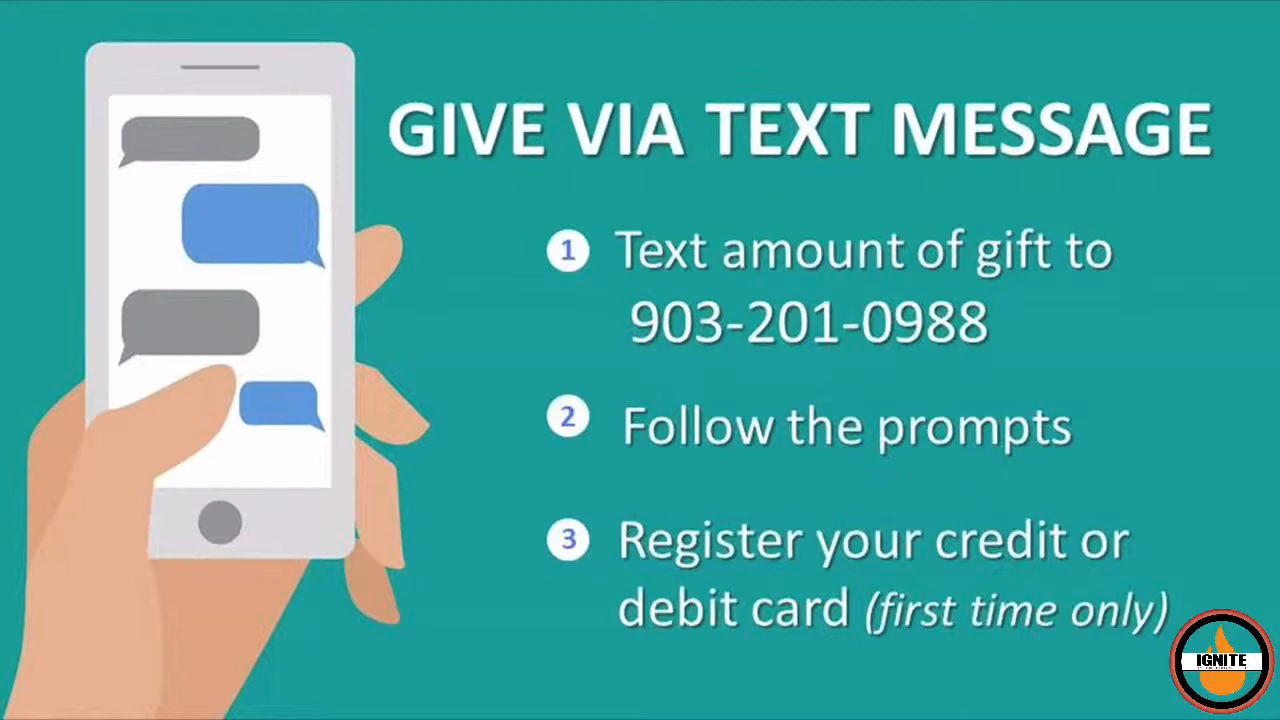 GIVE VIA TEXT MESSAGE
1 Text amount of gift to
903-201-0988
2 Follow the prompts
3 Register your credit or
debit card (first time only)
IGNITE